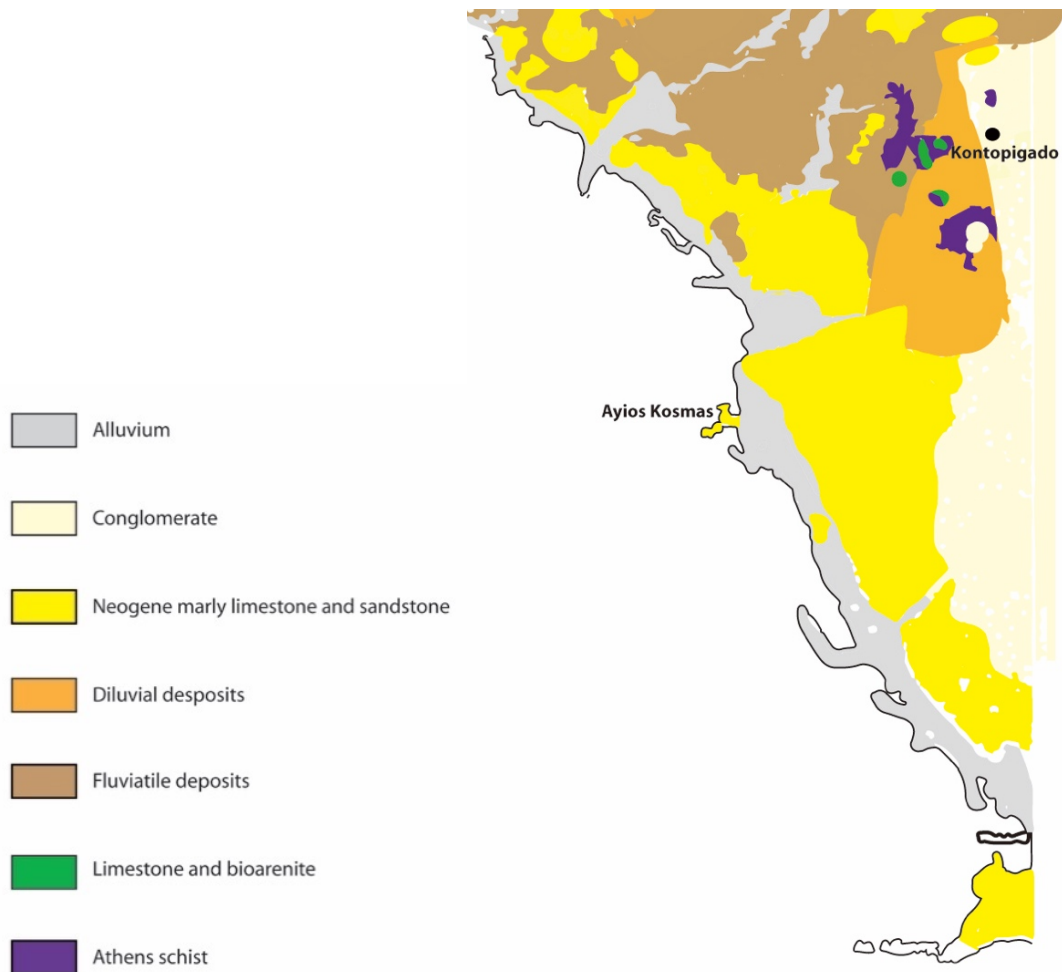 Kontopigado
Ayios Kosmas
Alluvium
Conglomerate
Neogene marly limestone and sandstone
Diluvial desposits
Fluviatile deposits
Limestone and bioarenite
Athens schist